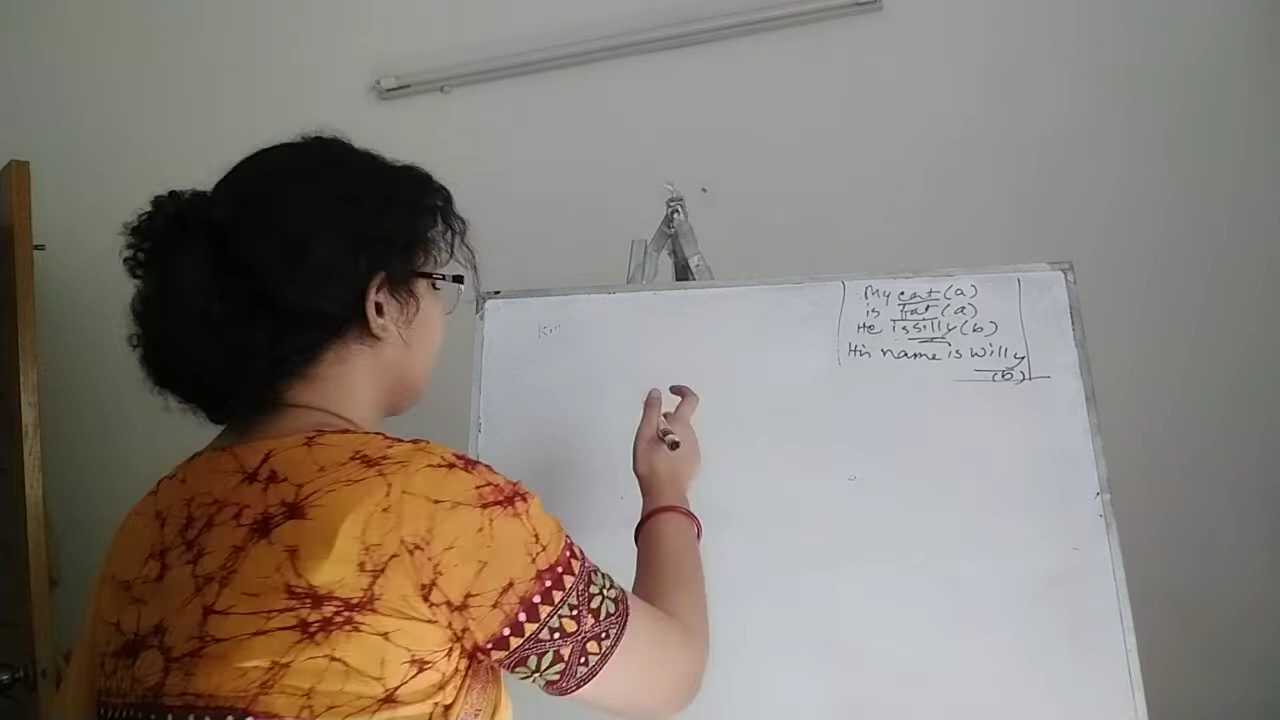 My cat (a)
is fat (a)
He is silly (b)
His name is Willy
(b)